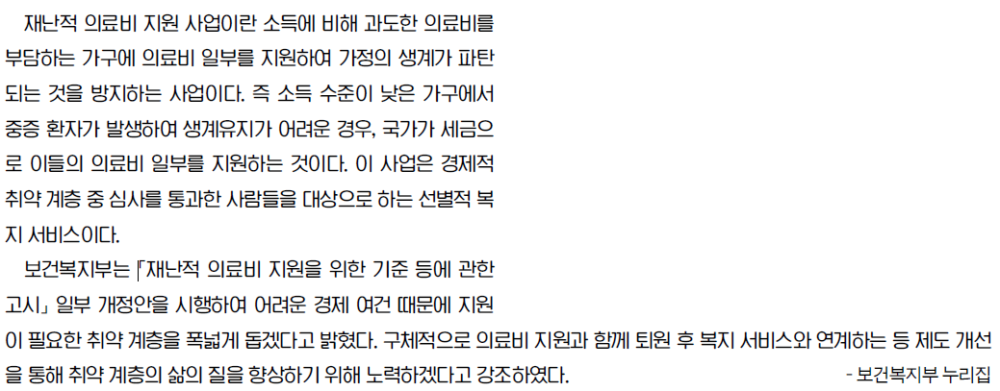 재난적 의료비 지원 사업이란 소득에 비해 과도한 의료비를
부담하는 가구에 의료비 일부를 지원하여 가정의 생계가 파탄
되는 것을 방지하는 사업이다. 즉 소득 수준이 낮은 가구에서
중증 환자가 발생하여 생계유지가 어려운 경우, 국가가 세금으
로 이들의 의료비 일부를 지원하는 것이다. 이 사업은 경제적
취약 계층 중 심사를 통과한 사람들을 대상으로 하는 선별적 복
지 서비스이다.
보건복지부는 「재난적 의료비 지원을 위한 기준 등에 관한
고시」 일부 개정안을 시행하여 어려운 경제 여건 때문에 지원
이 필요한 취약 계층을 폭넓게 돕겠다고 밝혔다. 구체적으로 의료비 지원과 함께 퇴원 후 복지 서비스와 연계하는 등 제도 개선
을 통해 취약 계층의 삶의 질을 향상하기 위해 노력하겠다고 강조하였다. - 보건복지부 누리집